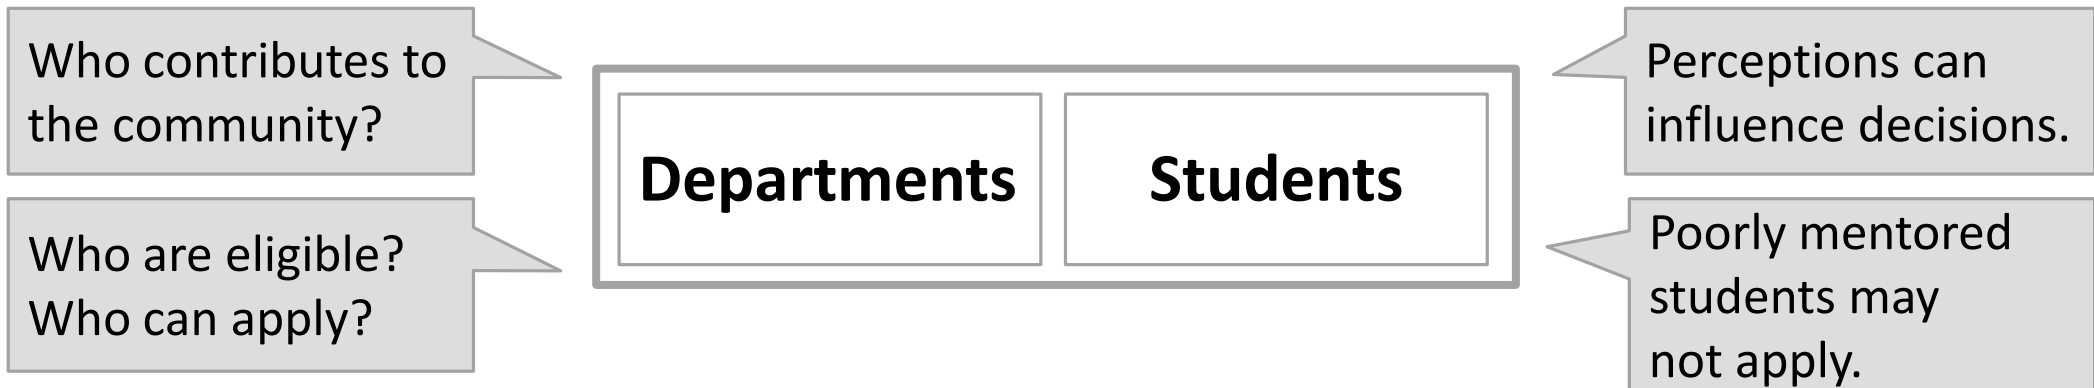 Who contributes to
the community?
Who are eligible?
Who can apply?
Departments
Students
Perceptions can
influence decisions.
Poorly mentored
students may
not apply.